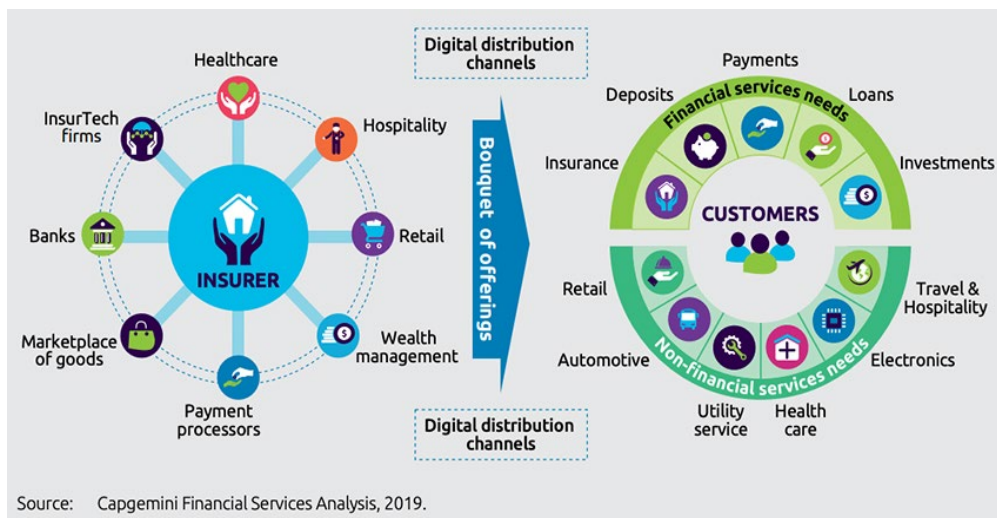 Healthcare
InsurTech
firms
Hospitality
Banks
INSURER
Retail
Marketplace
of goods
Wealth
management
Payment
processors
Digital distribution
channels
Bouquet of offerings
Digital distribution
channels
Payments
Deposits
Loans
Financial services needs
Insurance
Investments
CUSTOMERS
Retail
Travel &
Hospitality
Automotive
Electronics
Non-financial services needs
Utility
service
Health
care
Source: Capgemini Financial Services Analysis, 2019.